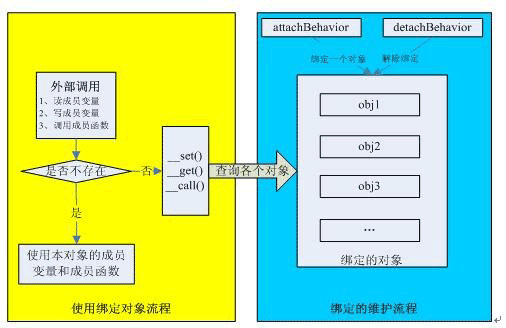 外部调用
1、读成员变量
2、写成员变量
3、调用成员函数
是否不存在
否
是
使用本对象的成员
变量和成员函数
__set()
__get()
__call()
使用绑定对象流程
查询各个对象
attachBehavior
detachBehavior
绑定一个对象
解除绑定
obj1
obj2
obj3
...
绑定的对象
绑定的维护流程